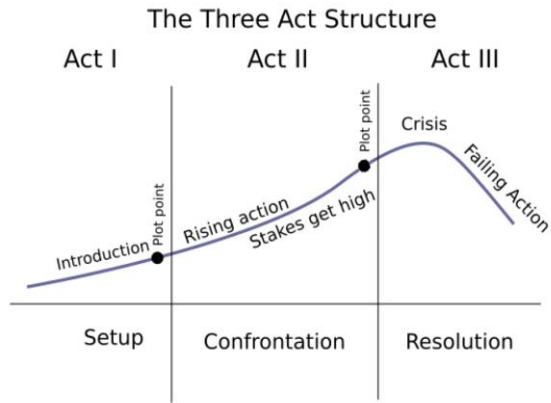 The Three Act Structure
Act I
Act II
Act III
Introduction
Plot point
Rising action
Stakes get high
Plot point
Crisis
Failing Action
Setup
Confrontation
Resolution